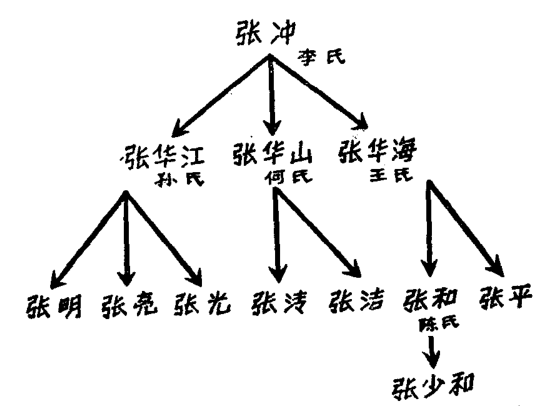 张冲
李氏
张华江 张华山 张华海
孙氏 何氏 王氏
张明 张亮 张光 张涛 张洁 张和 张平
陈氏
张少和